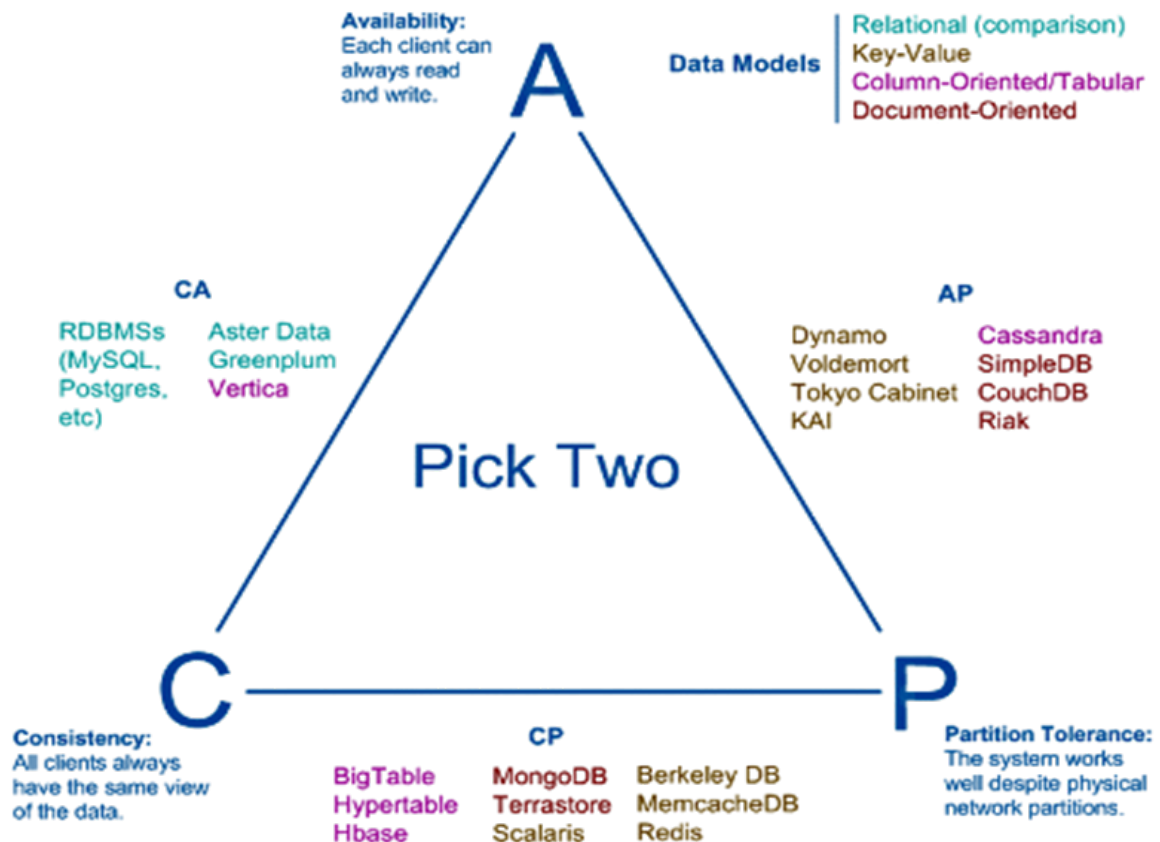 Availability:
Each client can
always read
and write.
A
Data Models
Relational (comparison)
Key-Value
Column-Oriented/Tabular
Document-Oriented
CA
RDBMSs
(MySQL,
Postgres,
etc)
Aster Data
Greenplum
Vertica
AP
Dynamo
Voldemort
Tokyo Cabinet
KAI
Cassandra
SimpleDB
CouchDB
Riak
Pick Two
C
Consistency:
All clients always
have the same view
of the data.
CP
BigTable
Hypertable
Hbase
MongoDB
Terrastore
Scalaris
Berkeley DB
MemcacheDB
Redis
P
Partition Tolerance:
The system works
well despite physical
network partitions.